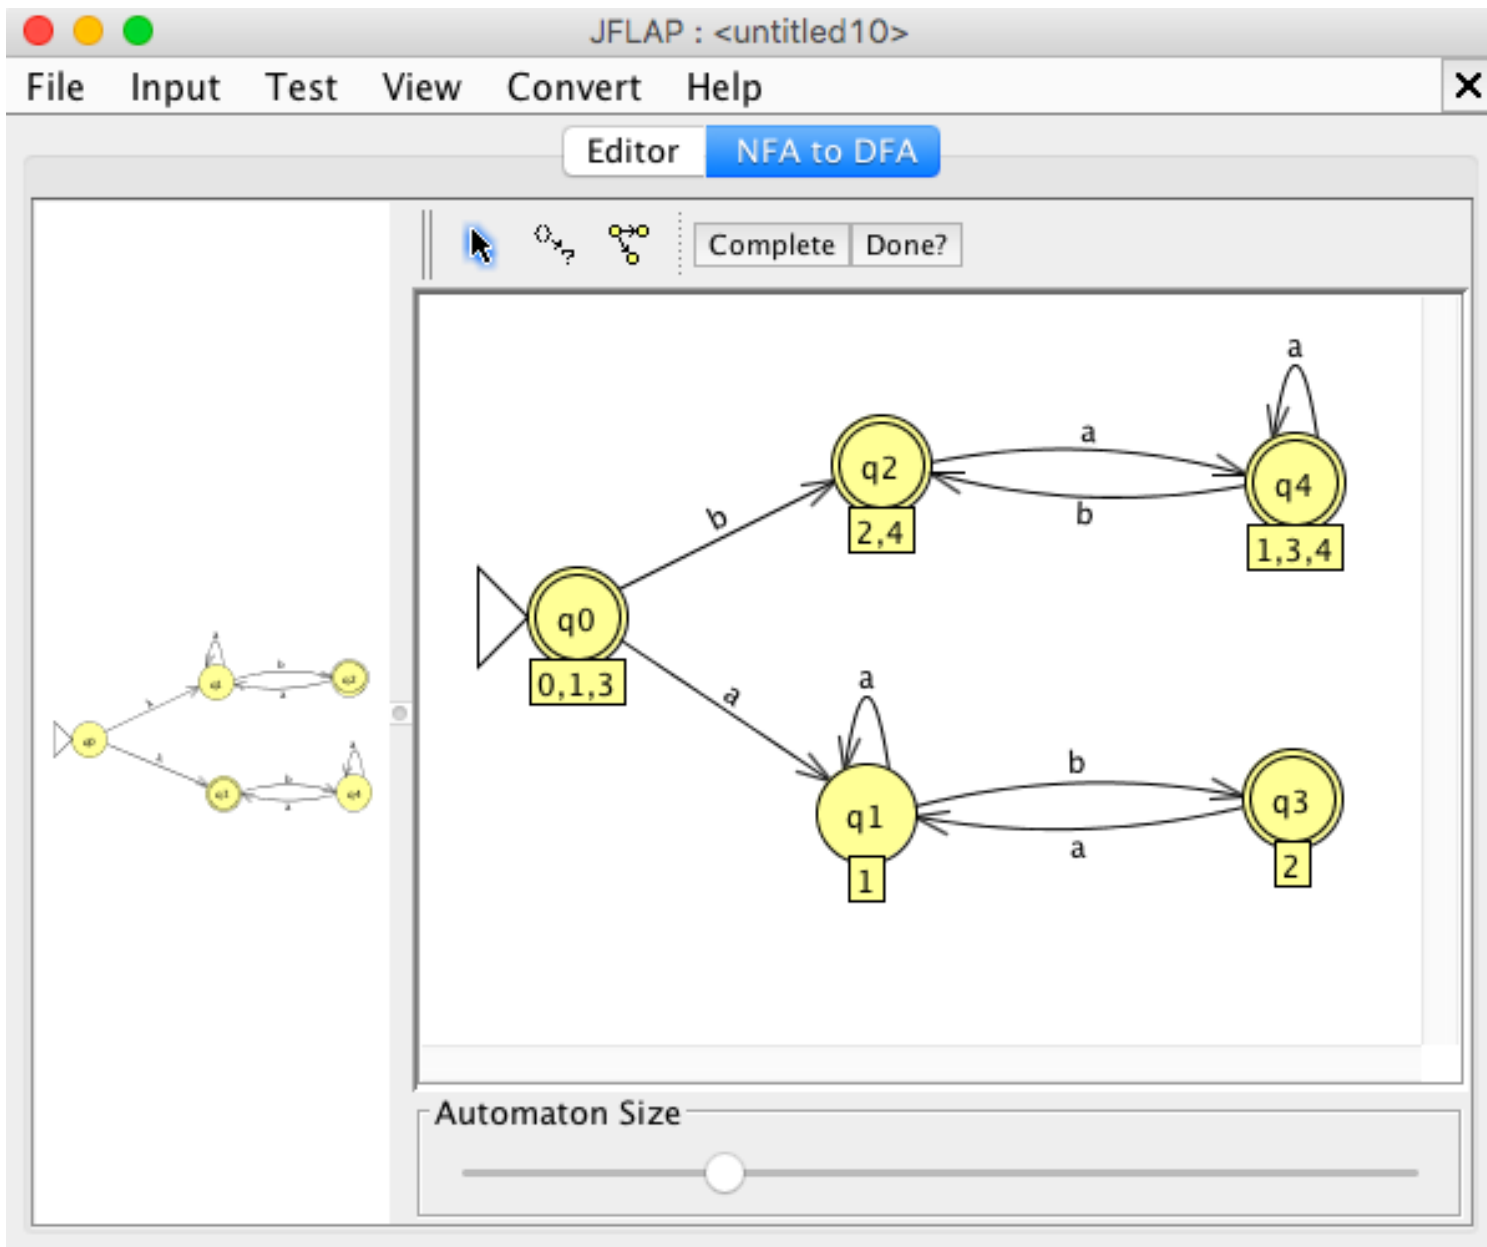 JFLAP : <untitled10>
File Input Test View Convert Help
Editor NFA to DFA
Complete Done?
a
q2
2,4
a
b
q4
1,3,4
b
q0
0,1,3
a
a
q1
1
b
a
q3
2
Automaton Size